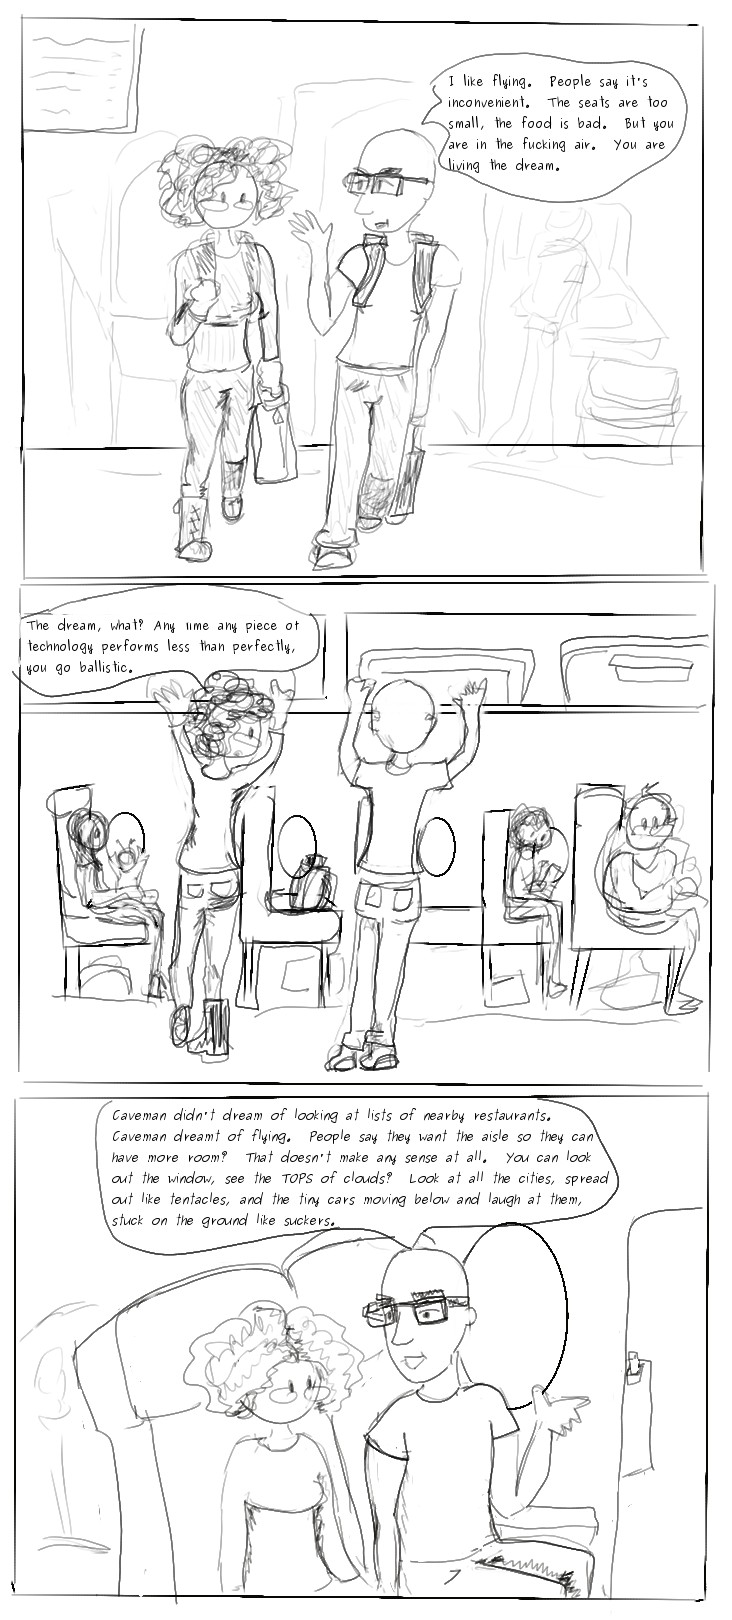 I like flying. People say it's
inconvenient. The seats are too
small, the food is bad. But you
are in the fucking air. You are
living the dream.
The dream, what? Any time any piece of
technology performs less than perfectly,
you go ballistic.
Caveman didn't dream of looking at lists of nearby restaurants.
Caveman dreamt of flying. People say they want the aisle so they can
have more room? That doesn't make any sense at all. You can look
out the window, see the TOPS of clouds? Look at all the cities, spread
out like tentacles, and the tiny cars moving below and laugh at them,
stuck on the ground like suckers.